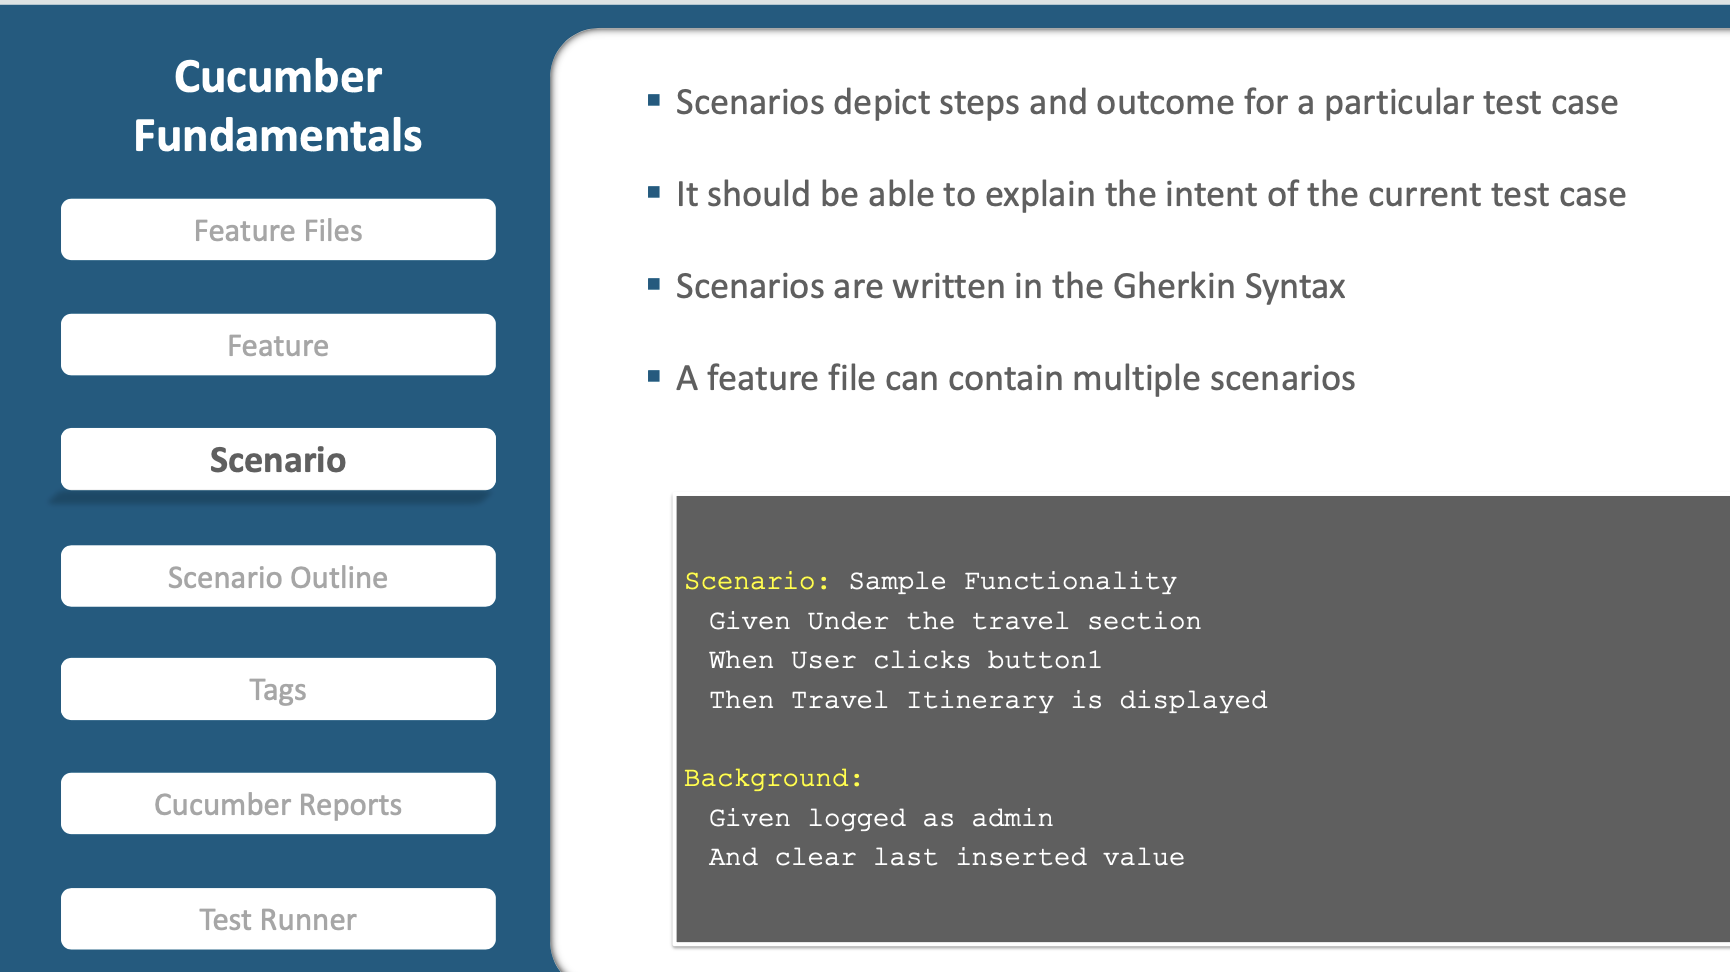 Cucumber
Fundamentals
Feature Files
Feature
Scenario
Scenario Outline
Tags
Cucumber Reports
Test Runner
Scenarios depict steps and outcome for a particular test case
It should be able to explain the intent of the current test case
Scenarios are written in the Gherkin Syntax
A feature file can contain multiple scenarios
Scenario: Sample Functionality
Given Under the travel section
When User clicks button1
Then Travel Itinerary is displayed
Background:
Given logged as admin
And clear last inserted value